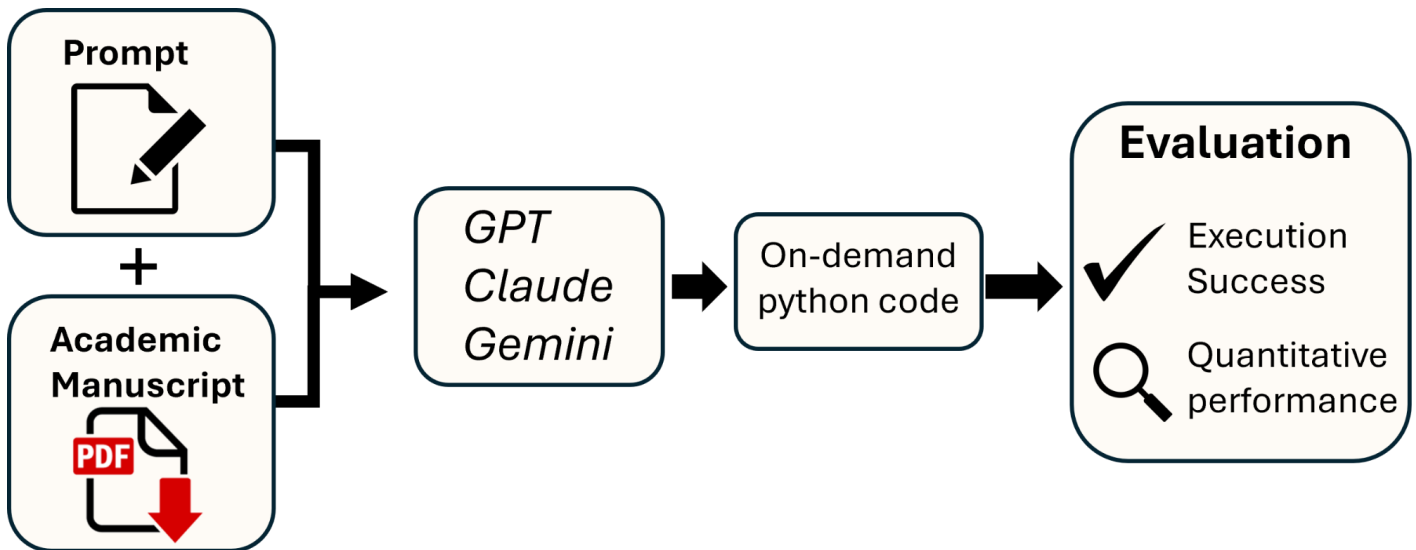 Prompt
+
Academic
Manuscript
PDF
GPT
Claude
Gemini
On-demand
python code
Evaluation
Execution
Success
Quantitative
performance